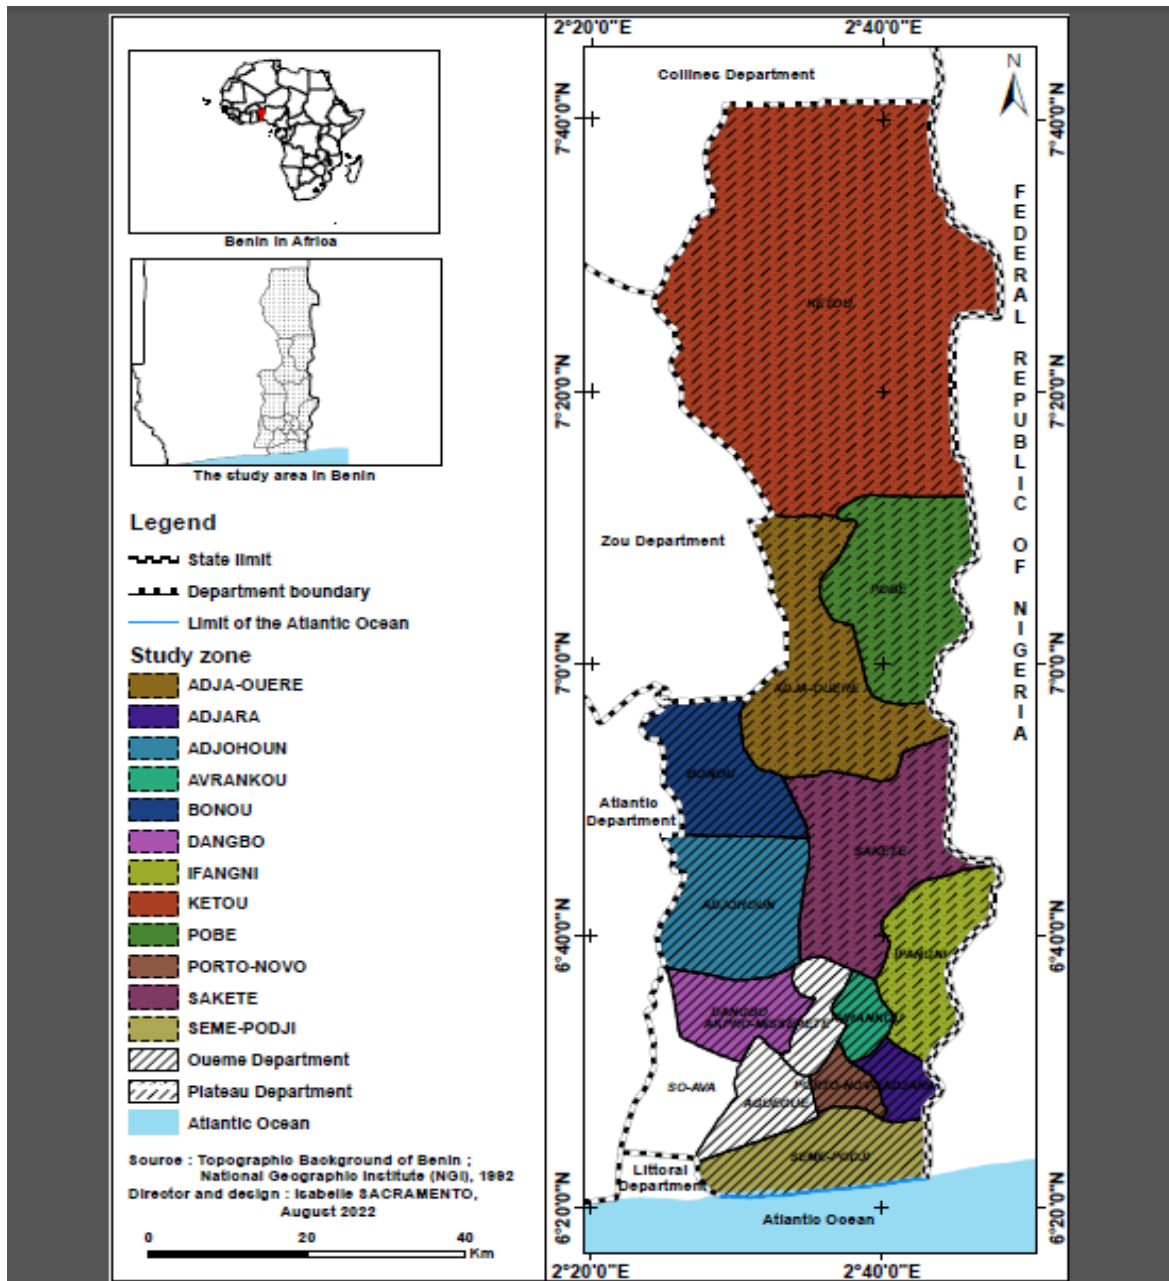 2°20'0"E
2°40'0"E
Collines Department
N
7°40'0"N
7°40'0"N
Benin in Africa
FEDERAL REPUBLIC OF NIGERIA
KETOU
7°20'0"N
7°20'0"N
The study area in Benin
Legend
State limit
Department boundary
Limit of the Atlantic Ocean
Study zone
ADJA-OUERE
ADJARA
ADJOHOUN
AVRANKOU
BONOU
DANGBO
IFANGNI
KETOU
POBE
PORTO-NOVO
SAKETE
SEME-PODJI
Oueme Department
Plateau Department
Atlantic Ocean
Source : Topographic Background of Benin ;
National Geographic Institute (NGI), 1992
Director and design : Isabelle SACRAMENTO,
August 2022
0
20
40
Km
Zou Department
POBE
7°0'0"N
7°0'0"N
ADJA-OUERE
BONOU
Atlantic
Department
SAKETE
ADJOHOUN
6°40'0"N
6°40'0"N
IFANGNI
DANGBO
AKPRO-MISSERETE
AVRANKOU
SO-AVA
PORTO-NOVO
ADJARA
AGUEGUE
SEME-PODJI
Littoral
Department
6°20'0"N
6°20'0"N
Atlantic Ocean
2°20'0"E
2°40'0"E